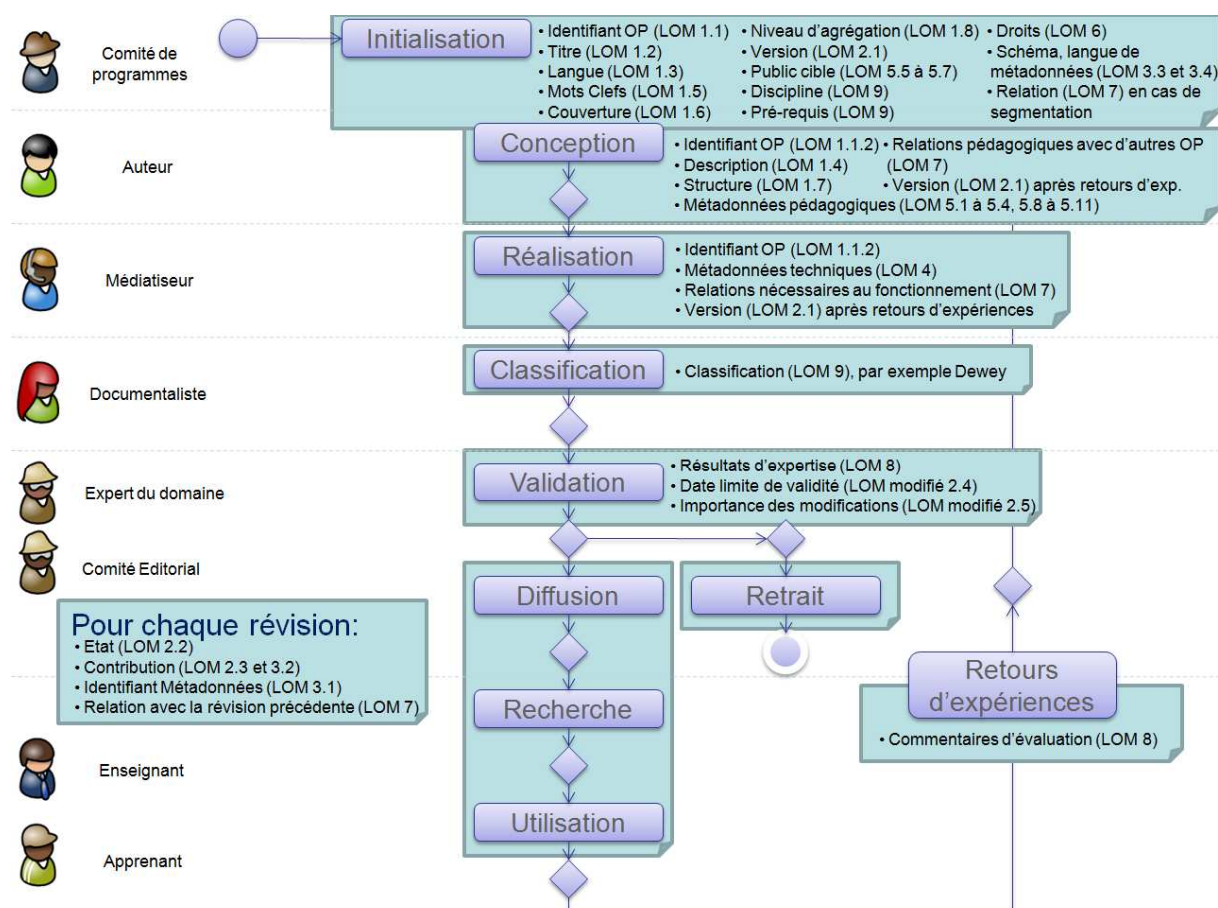 Comité de
programmes
Initialisation
• Identifiant OP (LOM 1.1)
• Titre (LOM 1.2)
• Langue (LOM 1.3)
• Mots Clefs (LOM 1.5)
• Couverture (LOM 1.6)
• Niveau d'agrégation (LOM 1.8)
• Version (LOM 2.1)
• Public cible (LOM 5.5 à 5.7)
• Discipline (LOM 9)
• Pré-requis (LOM 9)
• Droits (LOM 6)
• Schéma, langue de
métadonnées (LOM 3.3 et 3.4)
• Relation (LOM 7) en cas de
segmentation
Auteur
Conception
• Identifiant OP (LOM 1.1.2)
• Description (LOM 1.4)
• Structure (LOM 1.7)
• Relations pédagogiques avec d'autres OP
(LOM 7)
• Version (LOM 2.1) après retours d'exp.
• Métadonnées pédagogiques (LOM 5.1 à 5.4, 5.8 à 5.11)
Médiatiseur
Réalisation
• Identifiant OP (LOM 1.1.2)
• Métadonnées techniques (LOM 4)
• Relations nécessaires au fonctionnement (LOM 7)
• Version (LOM 2.1) après retours d'expériences
Documentaliste
Classification
• Classification (LOM 9), par exemple Dewey
Expert du domaine
Validation
• Résultats d'expertise (LOM 8)
• Date limite de validité (LOM modifié 2.4)
• Importance des modifications (LOM modifié 2.5)
Comité Editorial
Diffusion
Retrait
Pour chaque révision:
• Etat (LOM 2.2)
• Contribution (LOM 2.3 et 3.2)
• Identifiant Métadonnées (LOM 3.1)
• Relation avec la révision précédente (LOM 7)
Recherche
Retours
d'expériences
• Commentaires d'évaluation (LOM 8)
Enseignant
Utilisation
Apprenant